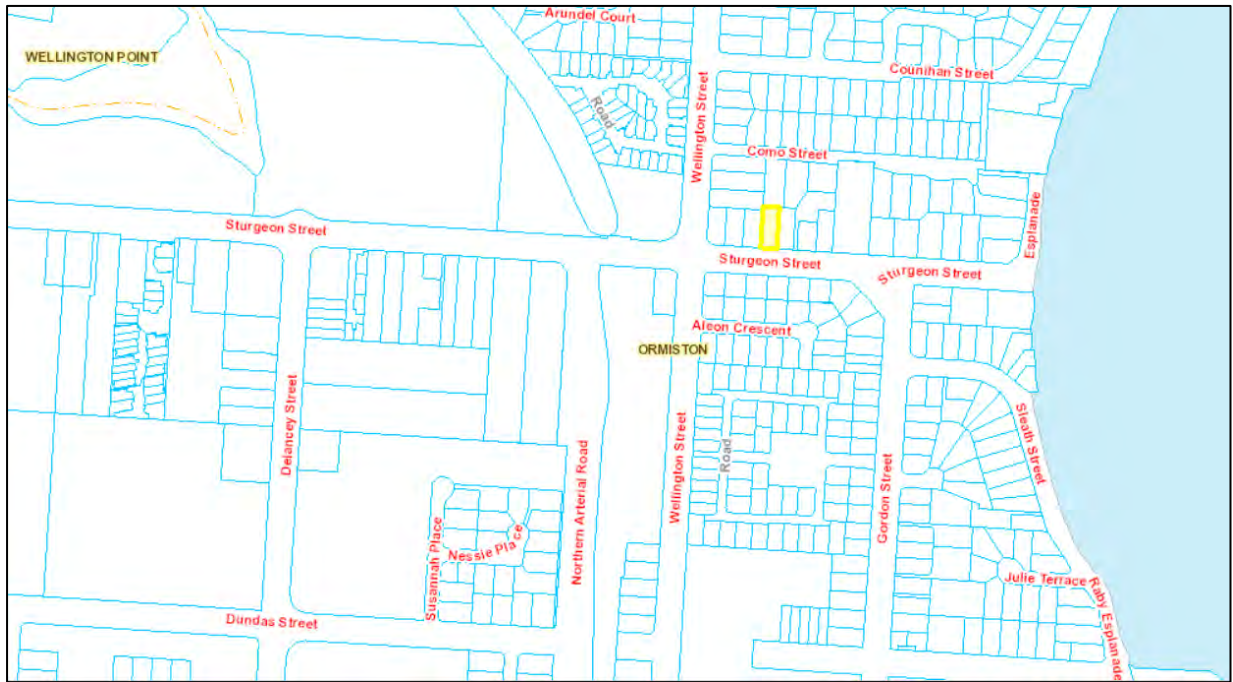 Arundel Court
WELLINGTON POINT
Counihan Street
Road
Wellington Street
Como Street
Esplanade
Sturgeon Street
Sturgeon Street
Sturgeon Street
Alcon Crescent
ORMISTON
Delancey Street
Sleath Street
Road
Northern Arterial Road
Wellington Street
Gordon Street
Susannah Place
Nessie Place
Julie Terrace
Raby Esplanade
Dundas Street